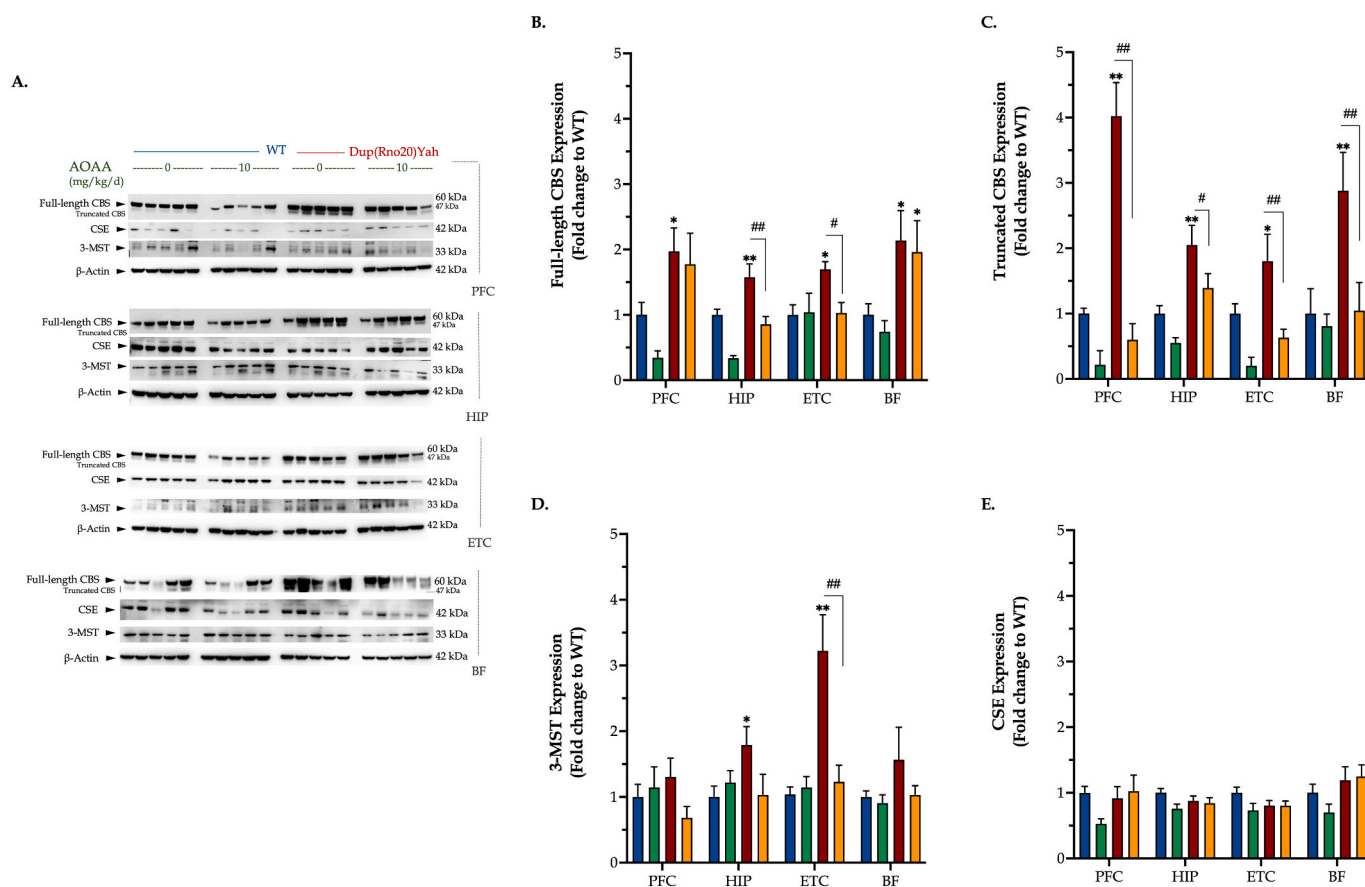 A.
WT
Dup(Rno20)Yah
AOAA
(mg/kg/d)
-------- 0 --------
------- 10 -------
------- 0 --------
------- 10 -------
Full-length CBS
Truncated CBS
60 kDa
47 kDa
CSE
42 kDa
3-MST
33 kDa
β-Actin
42 kDa
PFC
Full-length CBS
Truncated CBS
60 kDa
47 kDa
CSE
42 kDa
3-MST
33 kDa
β-Actin
42 kDa
HIP
Full-length CBS
Truncated CBS
60 kDa
47 kDa
CSE
42 kDa
3-MST
33 kDa
β-Actin
42 kDa
ETC
Full-length CBS
Truncated CBS
60 kDa
47 kDa
CSE
42 kDa
3-MST
33 kDa
β-Actin
42 kDa
BF
B.
Full-length CBS Expression
(Fold change to WT)
5
4
3
2
1
0
*
**
##
*
#
*
*
PFC HIP ETC BF
C.
Truncated CBS Expression
(Fold change to WT)
5
4
3
2
1
0
**
##
**
#
*
##
**
##
PFC HIP ETC BF
D.
3-MST Expression
(Fold change to WT)
5
4
3
2
1
0
*
**
##
PFC HIP ETC BF
E.
CSE Expression
(Fold change to WT)
5
4
3
2
1
0
PFC HIP ETC BF